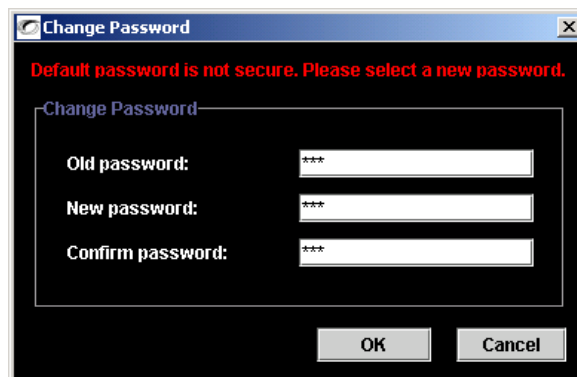 Change Password
Default password is not secure. Please select a new password.
Change Password
Old password: ***
New password: ***
Confirm password: ***
OK Cancel